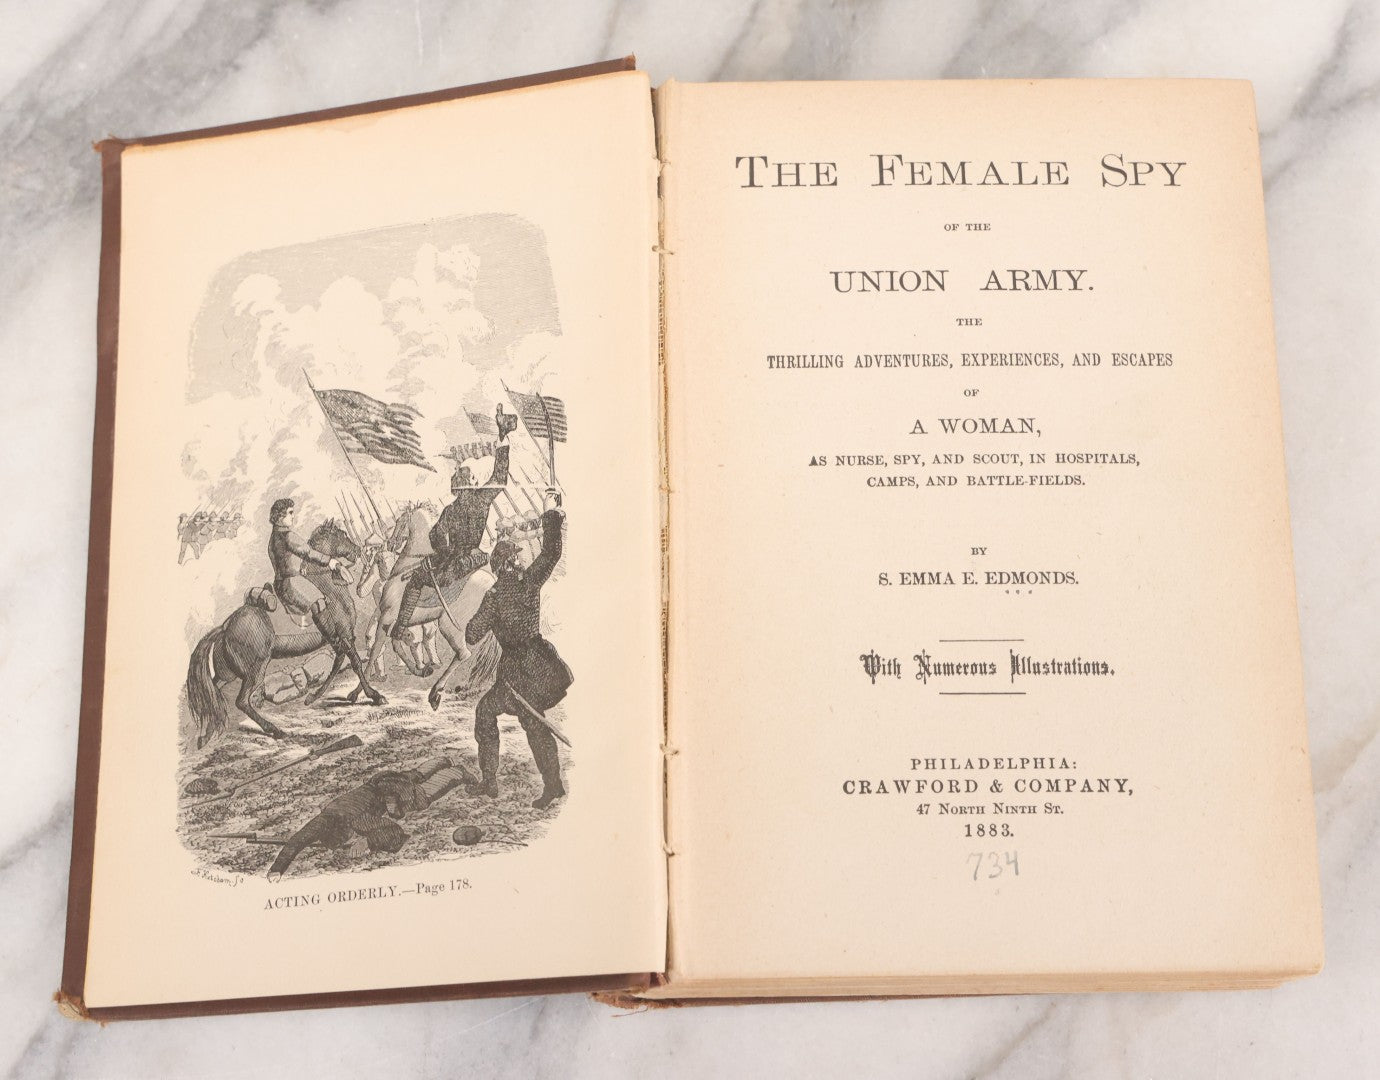 F. Ketcham, So
ACTING ORDERLY.—Page 178.
THE FEMALE SPY
OF THE
UNION ARMY.
THE
THRILLING ADVENTURES, EXPERIENCES, AND ESCAPES
OF
A WOMAN,
AS NURSE, SPY, AND SCOUT, IN HOSPITALS,
CAMPS, AND BATTLE-FIELDS.
BY
S. EMMA E. EDMONDS.
With Numerous Illustrations.
PHILADELPHIA:
CRAWFORD & COMPANY,
47 NORTH NINTH ST.
1883.
734